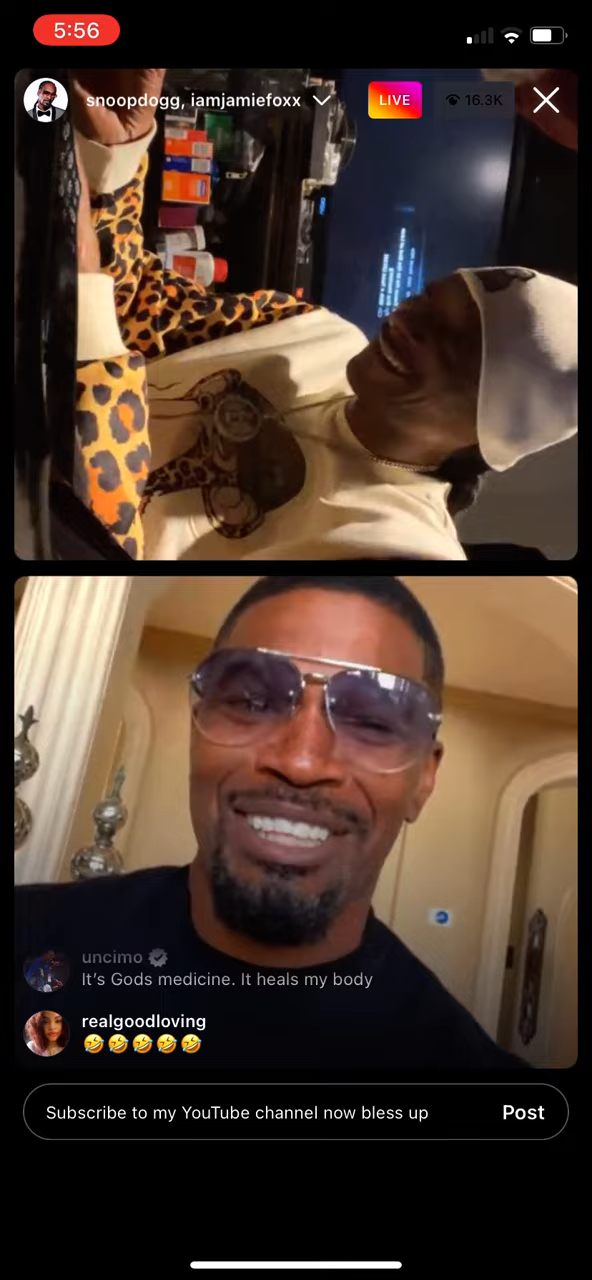 5:56
snoopdogg, iamjamiefoxx
LIVE
16.3K
uncimo
It’s Gods medicine. It heals my body
realgoodloving
🤣🤣🤣🤣🤣
Subscribe to my YouTube channel now bless up
Post